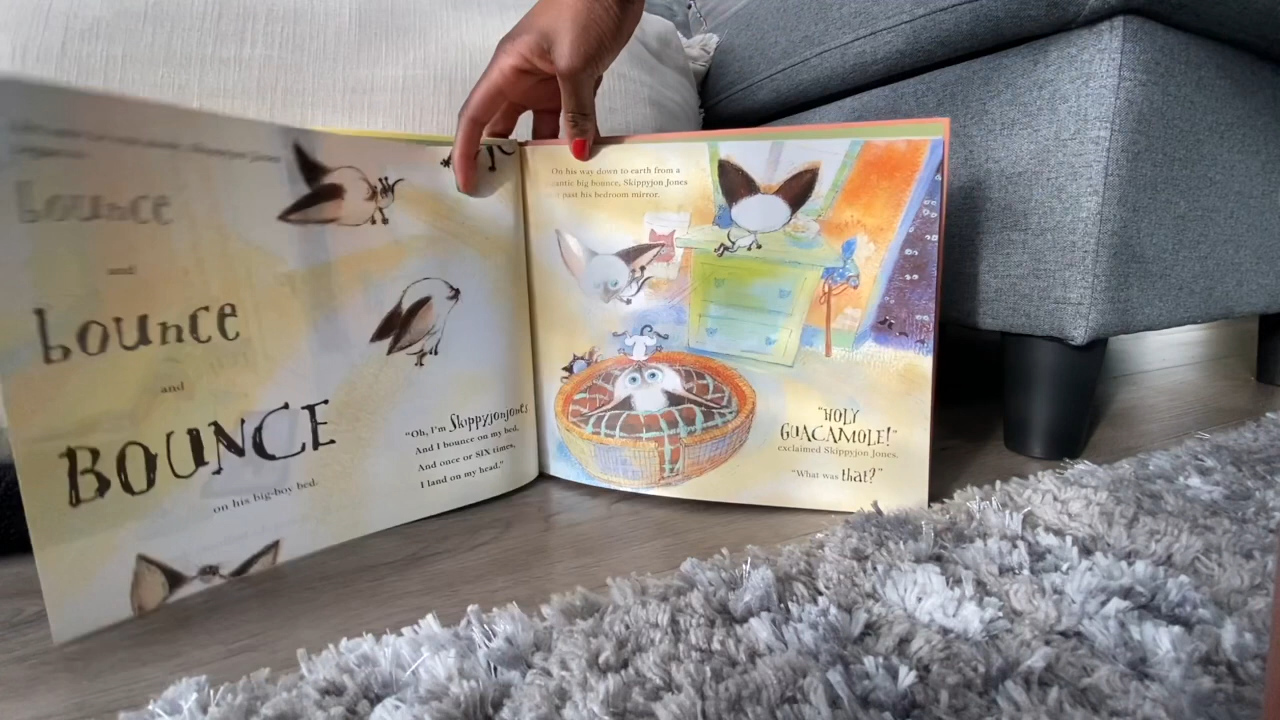 bounce
and
bounce
and
BOUNCE
on his big-boy bed.
"Oh, I'm Skippyjonjones,
And I bounce on my bed,
And once or SIX times,
I land on my head."
On his way down to earth from a
big bounce, Skippyjon Jones
past his bedroom mirror.
"HOLY
GUACAMOLE!"
exclaimed Skippyjon Jones.
"What was that?"